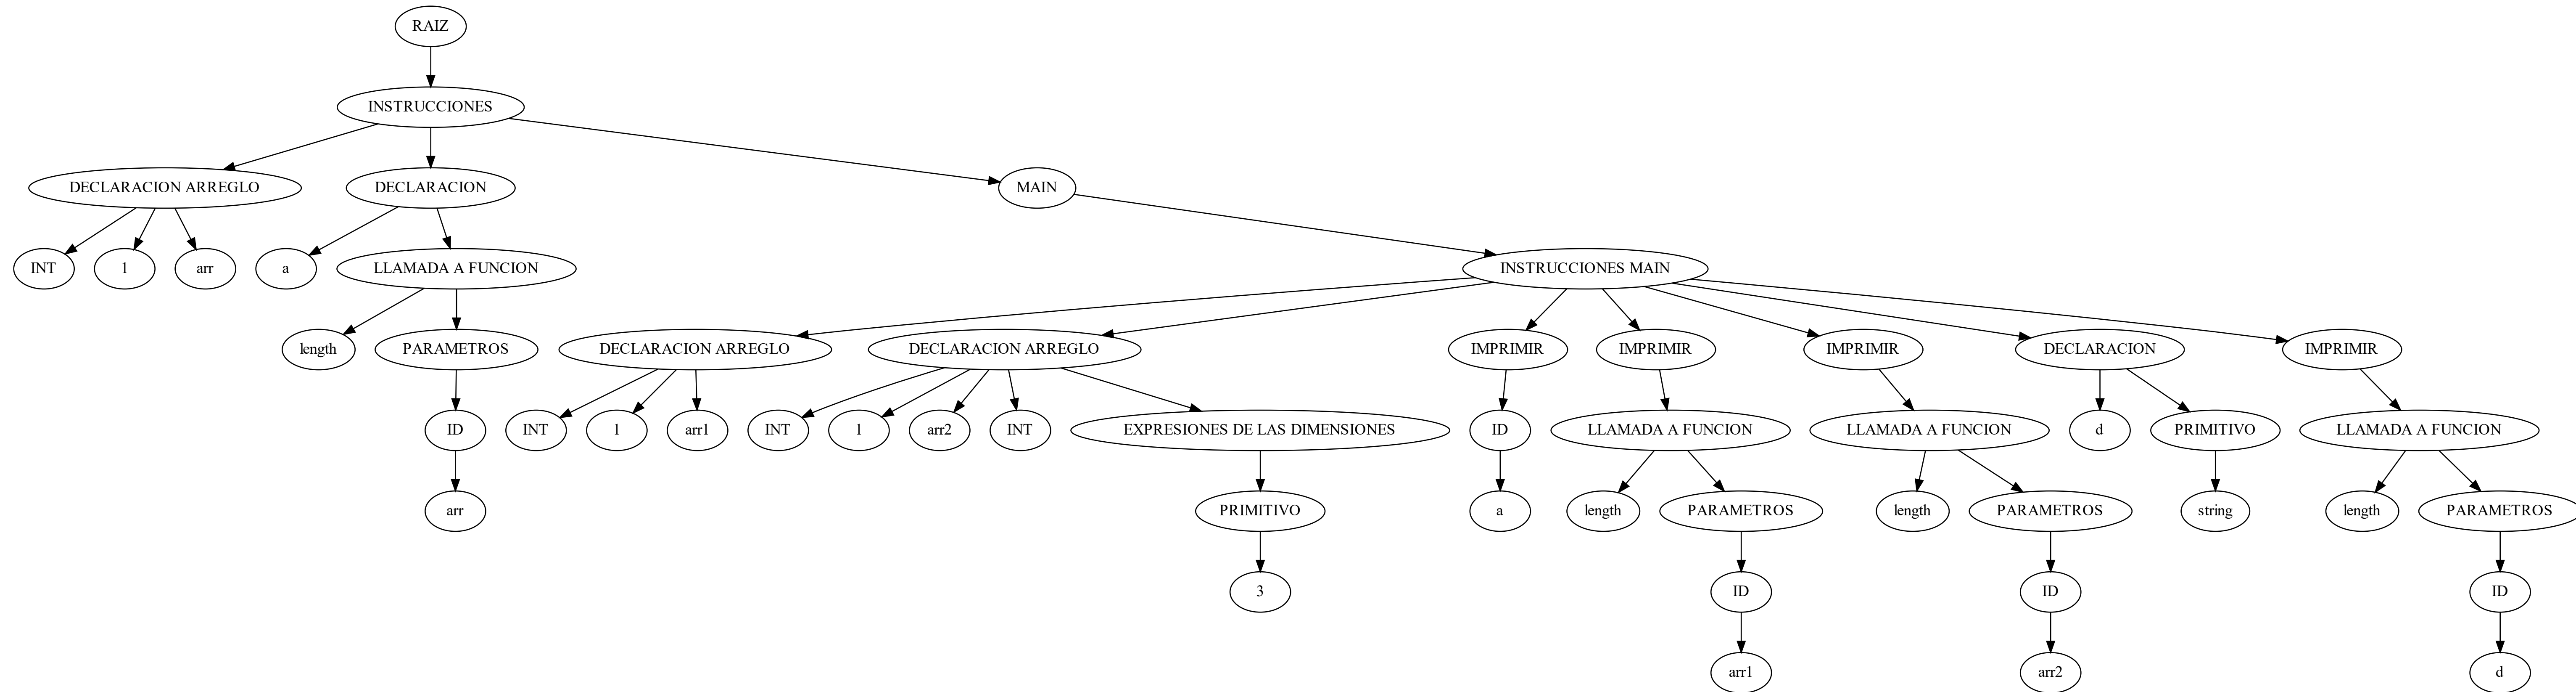 RAIZ
INSTRUCCIONES
DECLARACION ARREGLO
DECLARACION
MAIN
INT
1
arr
a
LLAMADA A FUNCION
INSTRUCCIONES MAIN
length
PARAMETROS
DECLARACION ARREGLO
DECLARACION ARREGLO
IMPRIMIR
IMPRIMIR
IMPRIMIR
DECLARACION
IMPRIMIR
ID
INT
1
arr1
INT
1
arr2
INT
EXPRESIONES DE LAS DIMENSIONES
ID
LLAMADA A FUNCION
LLAMADA A FUNCION
d
PRIMITIVO
LLAMADA A FUNCION
arr
PRIMITIVO
a
length
PARAMETROS
length
PARAMETROS
string
length
PARAMETROS
3
ID
ID
ID
arr1
arr2
d